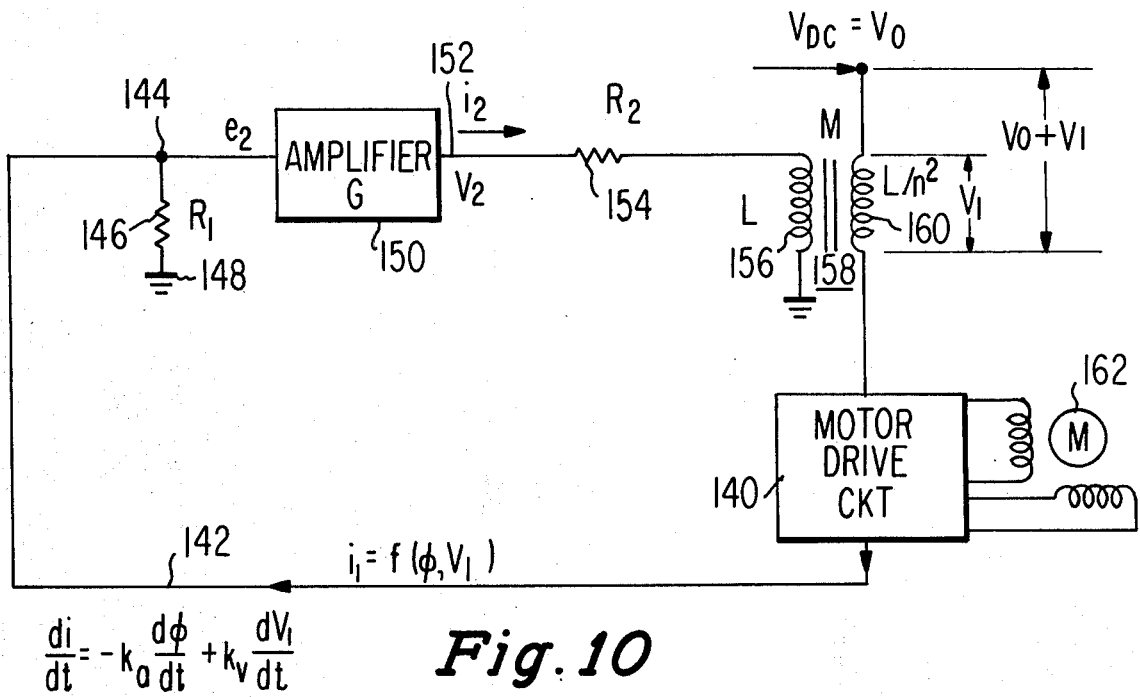 V_DC = V_0
144
152
e_2
AMPLIFIER
G
i_2
V_2
R_2
M
V_0+V_1
L/n²
V_1
146
R_1
148
150
154
L
156
158
160
162
M
MOTOR
DRIVE
CKT
140
142
i_1 = f (ϕ, V_1 )
di/dt = -k_a dϕ/dt + k_v dV_1/dt
Fig. 10